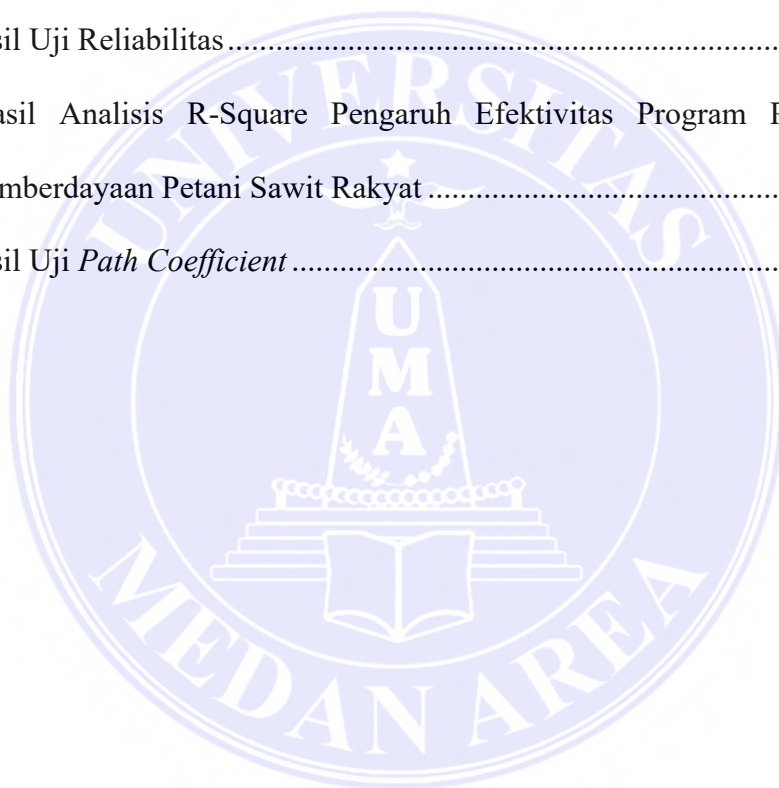 sil Uji Reliabilitas
asil Analisis R-Square Pengaruh Efektivitas Program
mberdayaan Petani Sawit Rakyat
sil Uji Path Coefficient
UNIVERSITAS
UMA
MEDAN AREA